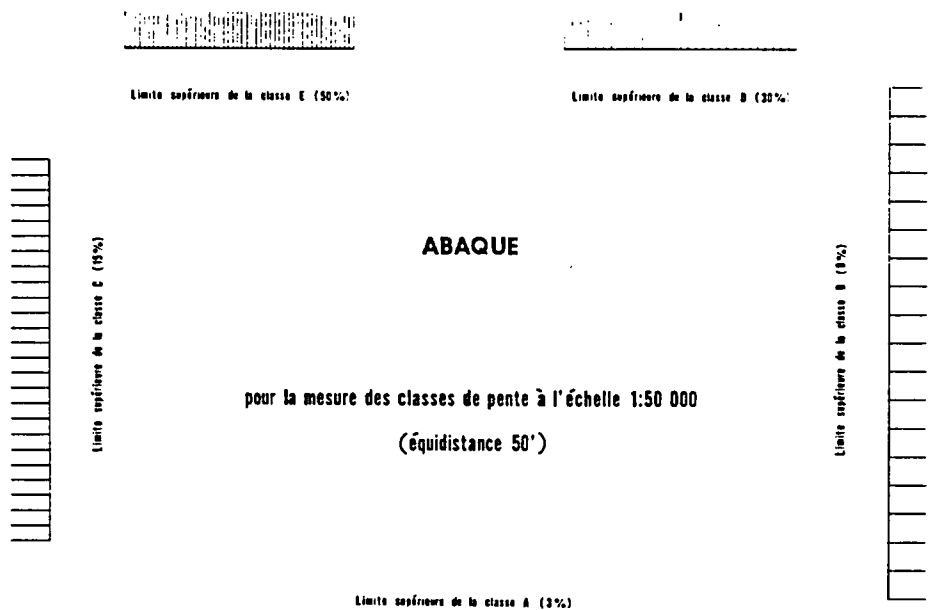 Limite supérieure de la classe E (50%)
Limite supérieure de la classe D (30%)
Limite supérieure de la classe C (15%)
ABAQUE
Limite supérieure de la classe B (8%)
pour la mesure des classes de pente à l'échelle 1:50 000
(équidistance 50')
Limite supérieure de la classe A (3%)